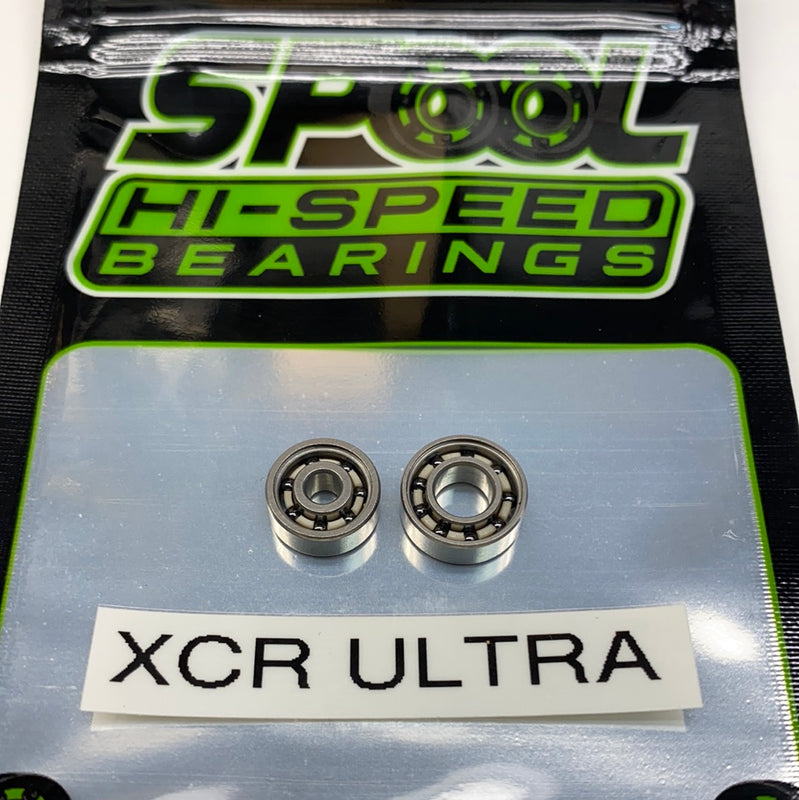 SPOOL
HI-SPEED
BEARINGS
XCR ULTRA